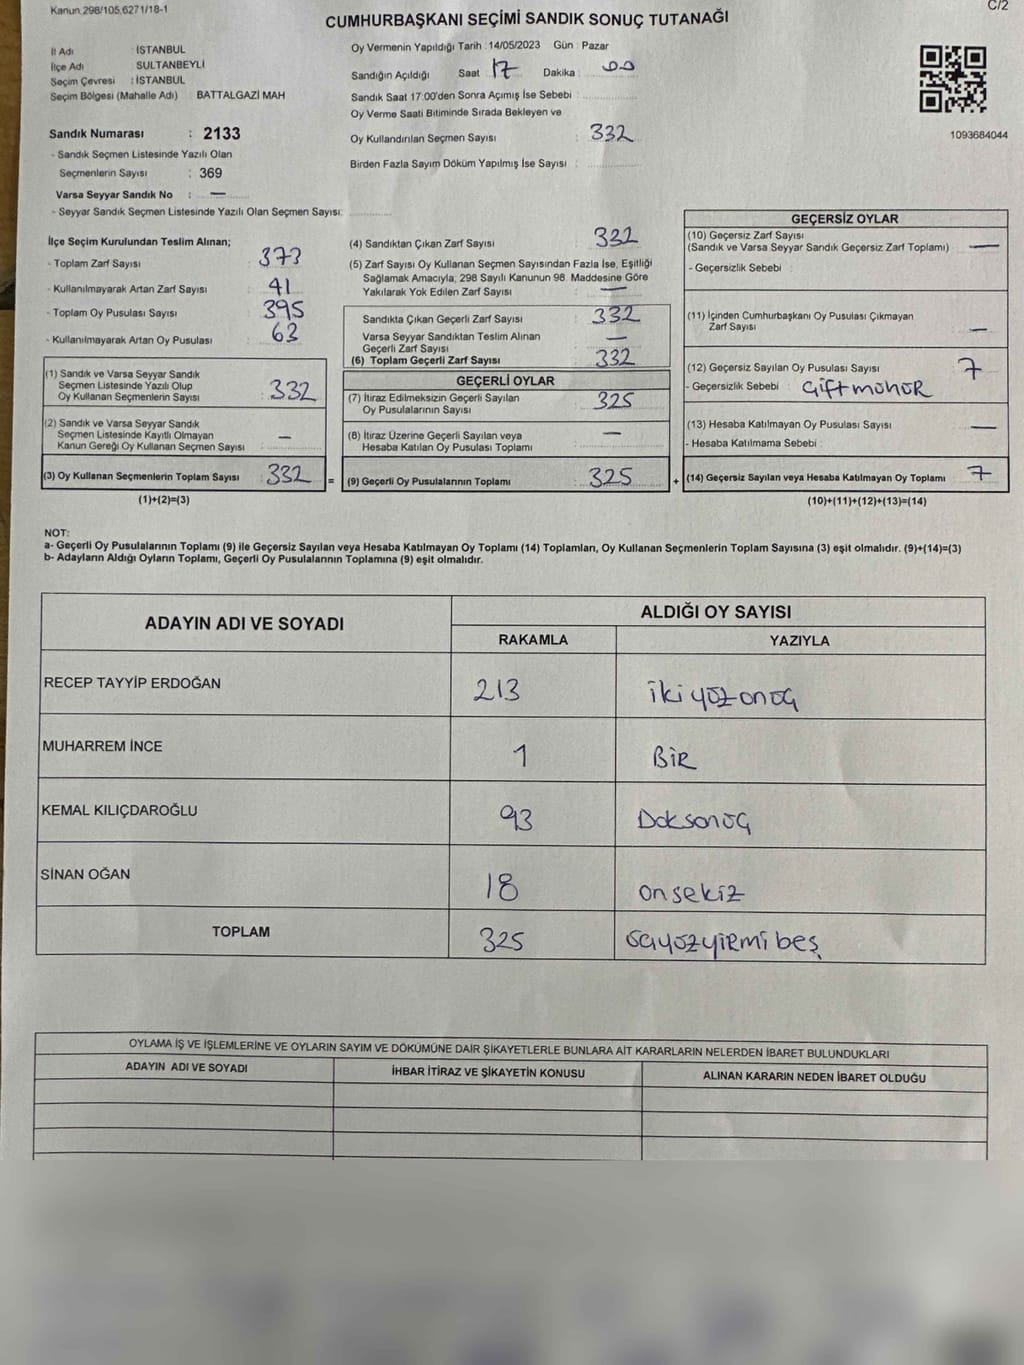 Kanun 298/105,6271/18-1
C/2
CUMHURBAŞKANI SEÇİMİ SANDIK SONUÇ TUTANAĞI
İl Adı : İSTANBUL
İlçe Adı : SULTANBEYLİ
Seçim Çevresi : İSTANBUL
Seçim Bölgesi (Mahalle Adı) : BATTALGAZİ MAH
Sandık Numarası : 2133
- Sandık Seçmen Listesinde Yazılı Olan
Seçmenlerin Sayısı : 369
Varsa Seyyar Sandık No : —
- Seyyar Sandık Seçmen Listesinde Yazılı Olan Seçmen Sayısı:
Oy Vermenin Yapıldığı Tarih : 14/05/2023 Gün : Pazar
Sandığın Açıldığı Saat 17 Dakika : 00
Sandık Saat 17:00'den Sonra Açımış İse Sebebi :
Oy Verme Saati Bitiminde Sırada Bekleyen ve
Oy Kullandırılan Seçmen Sayısı : 332
Birden Fazla Sayım Döküm Yapılmış İse Sayısı :
1093684044
İlçe Seçim Kurulundan Teslim Alınan;
- Toplam Zarf Sayısı : 373
- Kullanılmayarak Artan Zarf Sayısı : 41
- Toplam Oy Pusulası Sayısı : 395
- Kullanılmayarak Artan Oy Pusulası : 63
(1) Sandık ve Varsa Seyyar Sandık
Seçmen Listesinde Yazılı Olup
Oy Kullanan Seçmenlerin Sayısı : 332
(2) Sandık ve Varsa Seyyar Sandık
Seçmen Listesinde Kayıtlı Olmayan
Kanun Gereği Oy Kullanan Seçmen Sayısı : —
(3) Oy Kullanan Seçmenlerin Toplam Sayısı : 332
(1)+(2)=(3)
=
(4) Sandıktan Çıkan Zarf Sayısı : 332
(5) Zarf Sayısı Oy Kullanan Seçmen Sayısından Fazla İse, Eşitliği
Sağlamak Amacıyla, 298 Sayılı Kanunun 98. Maddesine Göre
Yakılarak Yok Edilen Zarf Sayısı : —
Sandıkta Çıkan Geçerli Zarf Sayısı : 332
Varsa Seyyar Sandıktan Teslim Alınan
Geçerli Zarf Sayısı : —
(6) Toplam Geçerli Zarf Sayısı : 332
GEÇERLİ OYLAR
(7) İtiraz Edilmeksizin Geçerli Sayılan
Oy Pusulalarının Sayısı : 325
(8) İtiraz Üzerine Geçerli Sayılan veya
Hesaba Katılan Oy Pusulası Toplamı : —
(9) Geçerli Oy Pusulalarının Toplamı : 325
+
GEÇERSİZ OYLAR
(10) Geçersiz Zarf Sayısı
(Sandık ve Varsa Seyyar Sandık Geçersiz Zarf Toplamı) : —
- Geçersizlik Sebebi :
(11) İçinden Cumhurbaşkanı Oy Pusulası Çıkmayan
Zarf Sayısı : —
(12) Geçersiz Sayılan Oy Pusulası Sayısı : 7
- Geçersizlik Sebebi : Çift mühür
(13) Hesaba Katılmayan Oy Pusulası Sayısı : —
- Hesaba Katılmama Sebebi :
(14) Geçersiz Sayılan veya Hesaba Katılmayan Oy Toplamı : 7
(10)+(11)+(12)+(13)=(14)
NOT:
a- Geçerli Oy Pusulalarının Toplamı (9) ile Geçersiz Sayılan veya Hesaba Katılmayan Oy Toplamı (14) Toplamları, Oy Kullanan Seçmenlerin Toplam Sayısına (3) eşit olmalıdır. (9)+(14)=(3)
b- Adayların Aldığı Oyların Toplamı, Geçerli Oy Pusulalarının Toplamına (9) eşit olmalıdır.
ADAYIN ADI VE SOYADI
ALDIĞI OY SAYISI
RAKAMLA YAZIYLA
RECEP TAYYİP ERDOĞAN 213 ikiyüzonüç
MUHARREM İNCE 1 BİR
KEMAL KILIÇDAROĞLU 93 Doksanüç
SİNAN OĞAN 18 onsekiz
TOPLAM 325 üçyüzyirmibeş
OYLAMA İŞ VE İŞLEMLERİNE VE OYLARIN SAYIM VE DÖKÜMÜNE DAİR ŞİKAYETLERLE BUNLARA AİT KARARLARIN NELERDEN İBARET BULUNDUKLARI
ADAYIN ADI VE SOYADI İHBAR İTİRAZ VE ŞİKAYETİN KONUSU ALINAN KARARIN NEDEN İBARET OLDUĞU